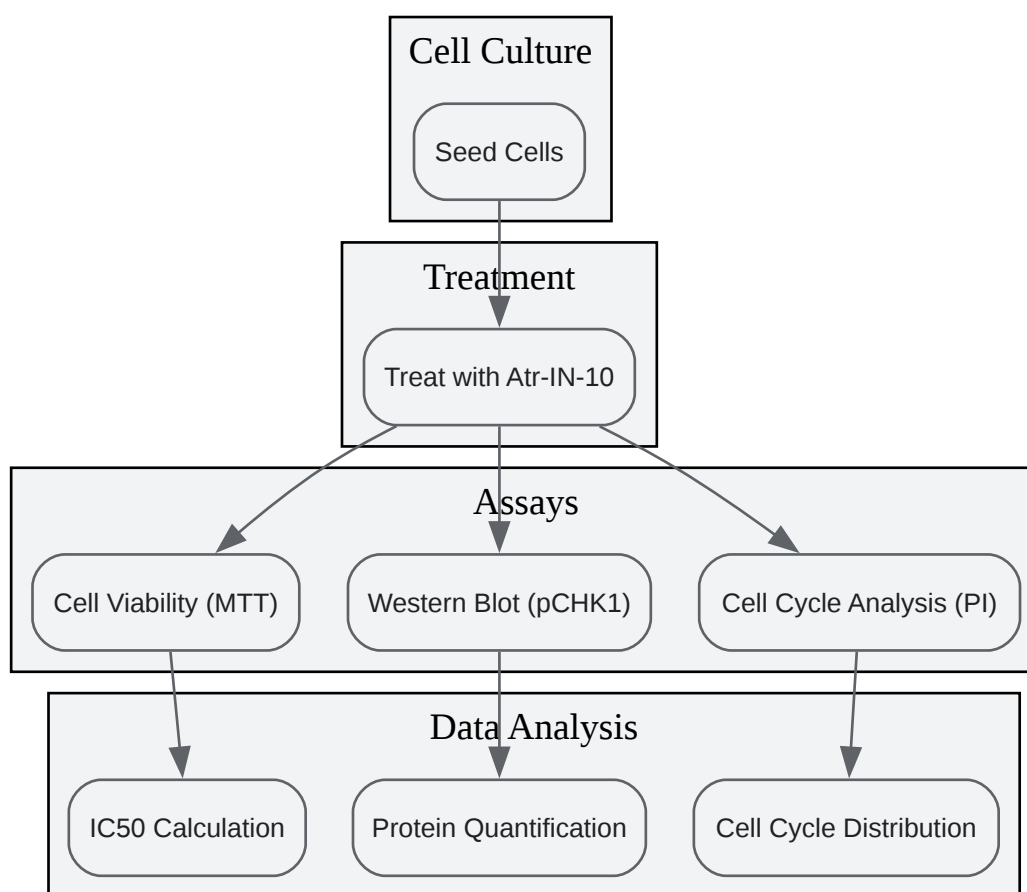 Cell Culture
Seed Cells
Treatment
Treat with Atr-IN-10
Assays
Cell Viability (MTT)
Western Blot (pCHK1)
Cell Cycle Analysis (PI)
Data Analysis
IC50 Calculation
Protein Quantification
Cell Cycle Distribution